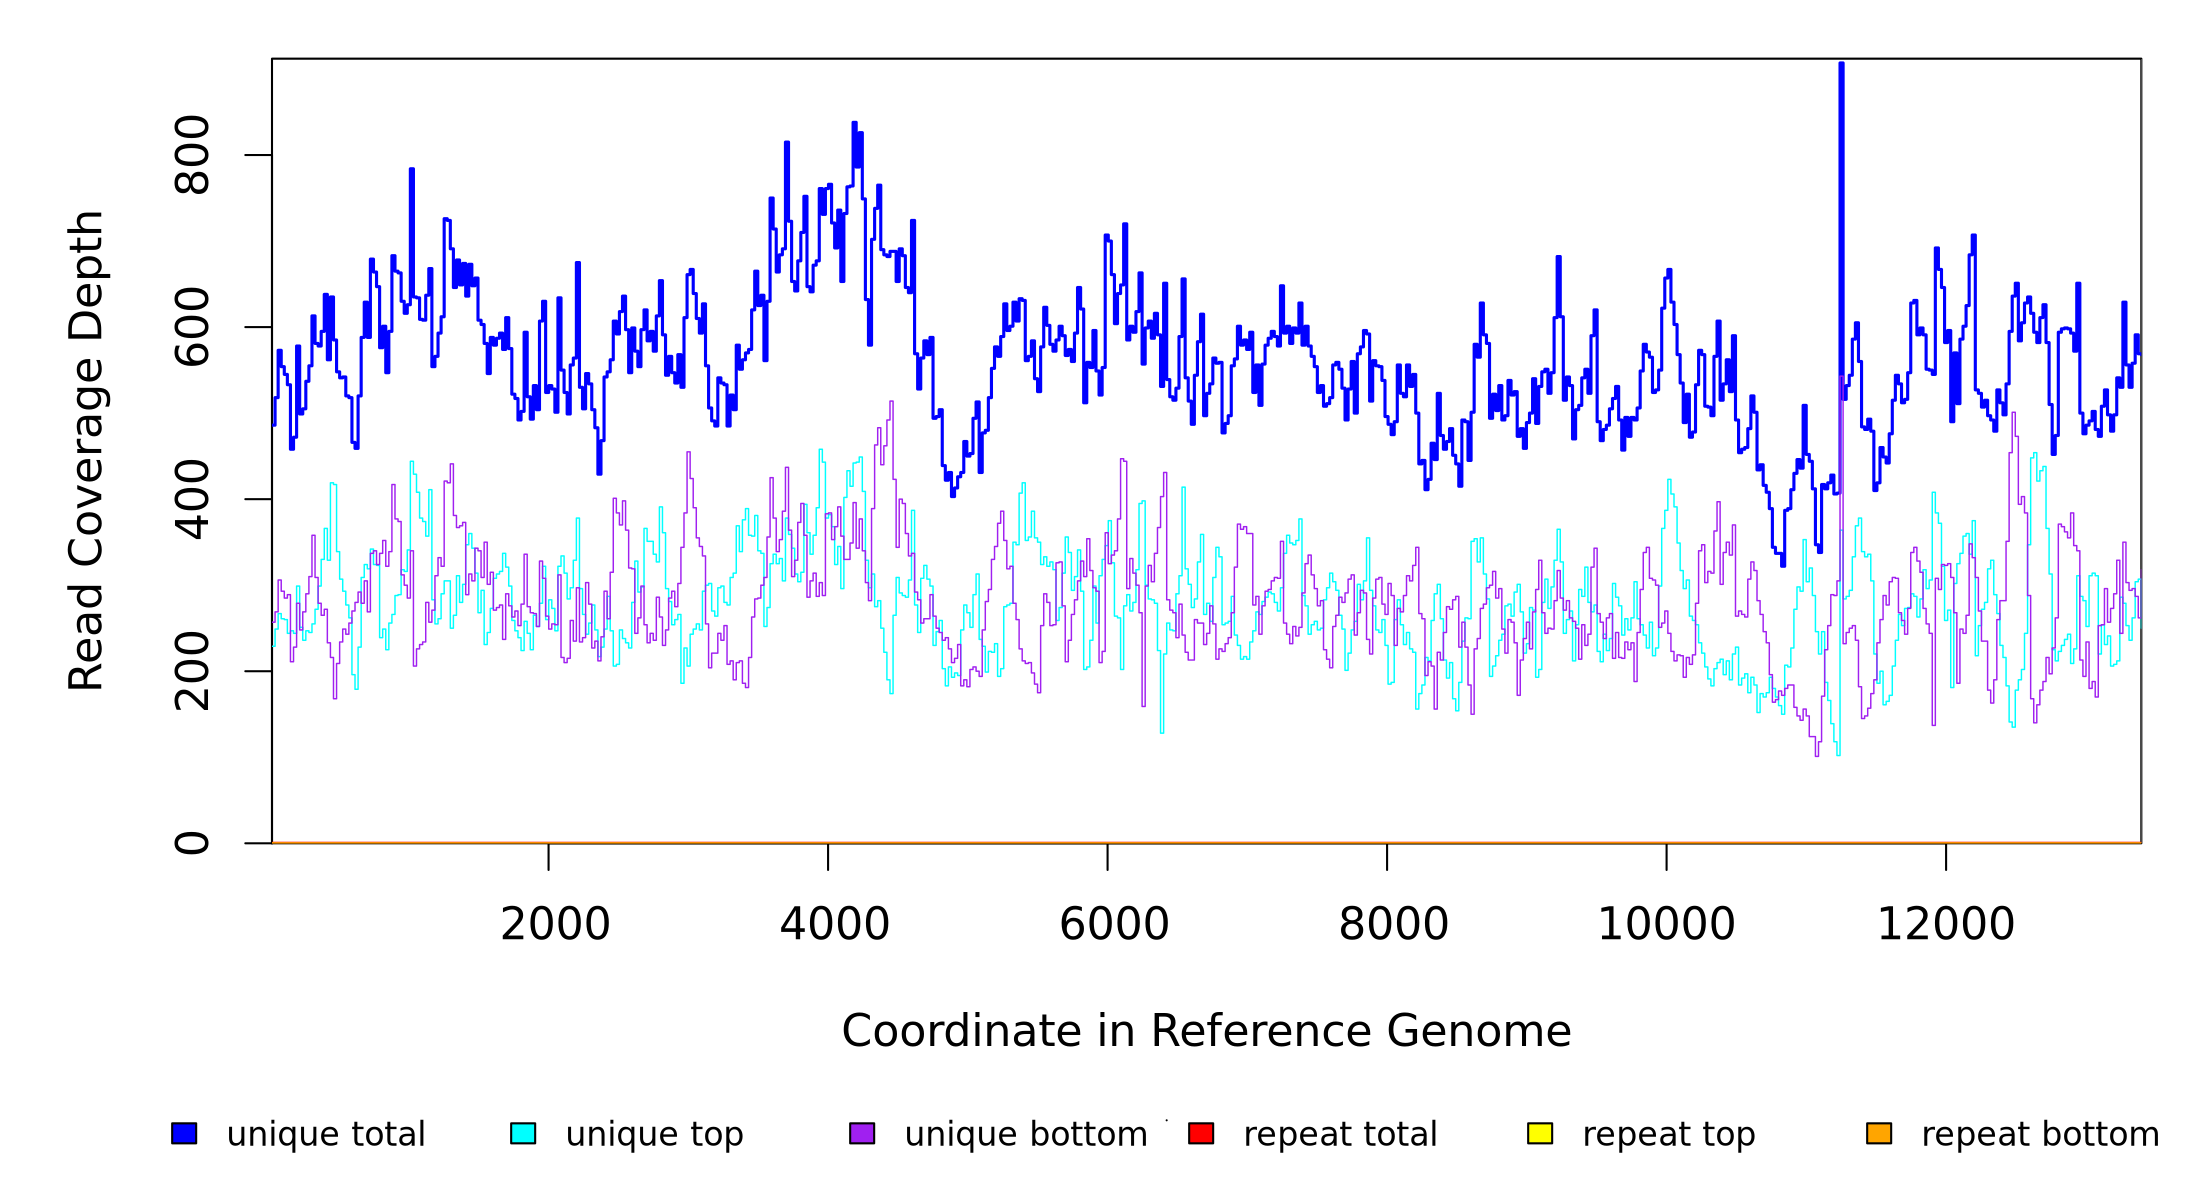 Read Coverage Depth
800
600
400
200
0
2000 4000 6000 8000 10000 12000
Coordinate in Reference Genome
unique total unique top unique bottom repeat total repeat top repeat bottom